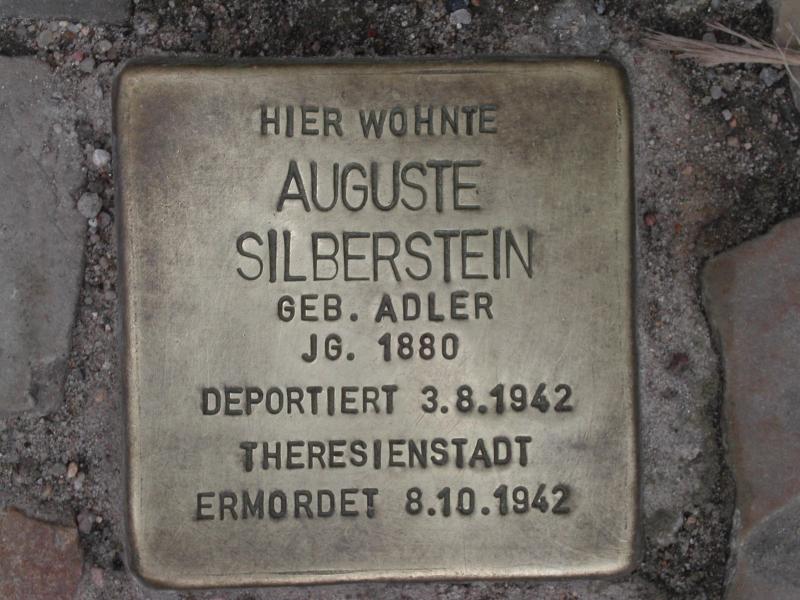 HIER WOHNTE
AUGUSTE
SILBERSTEIN
GEB. ADLER
JG. 1880
DEPORTIERT 3.8.1942
THERESIENSTADT
ERMORDET 8.10.1942